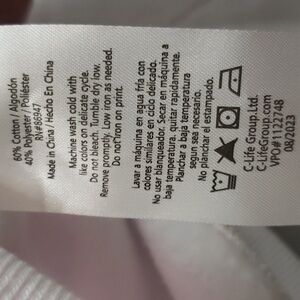 60% Cotton / Algodón
40% Polyester / Poliéster
RN#86947
Made in China / Hecho En China
Machine wash cold with
like colors on delicate cycle.
Do not bleach. Tumble dry low.
Remove promptly. Low iron as needed.
Do not iron on print.
Lavar a máquina en agua fría con
colores similares en ciclo delicado.
No usar blanqueador. Secar en máquina a
baja temperatura. quitar rapidamente.
Planchar a baja temperatura
segun sea necesario.
No planchar el estampado.
C-Life Group. Ltd.
C-LifeGroup.com
VPO#1122748
08/2023